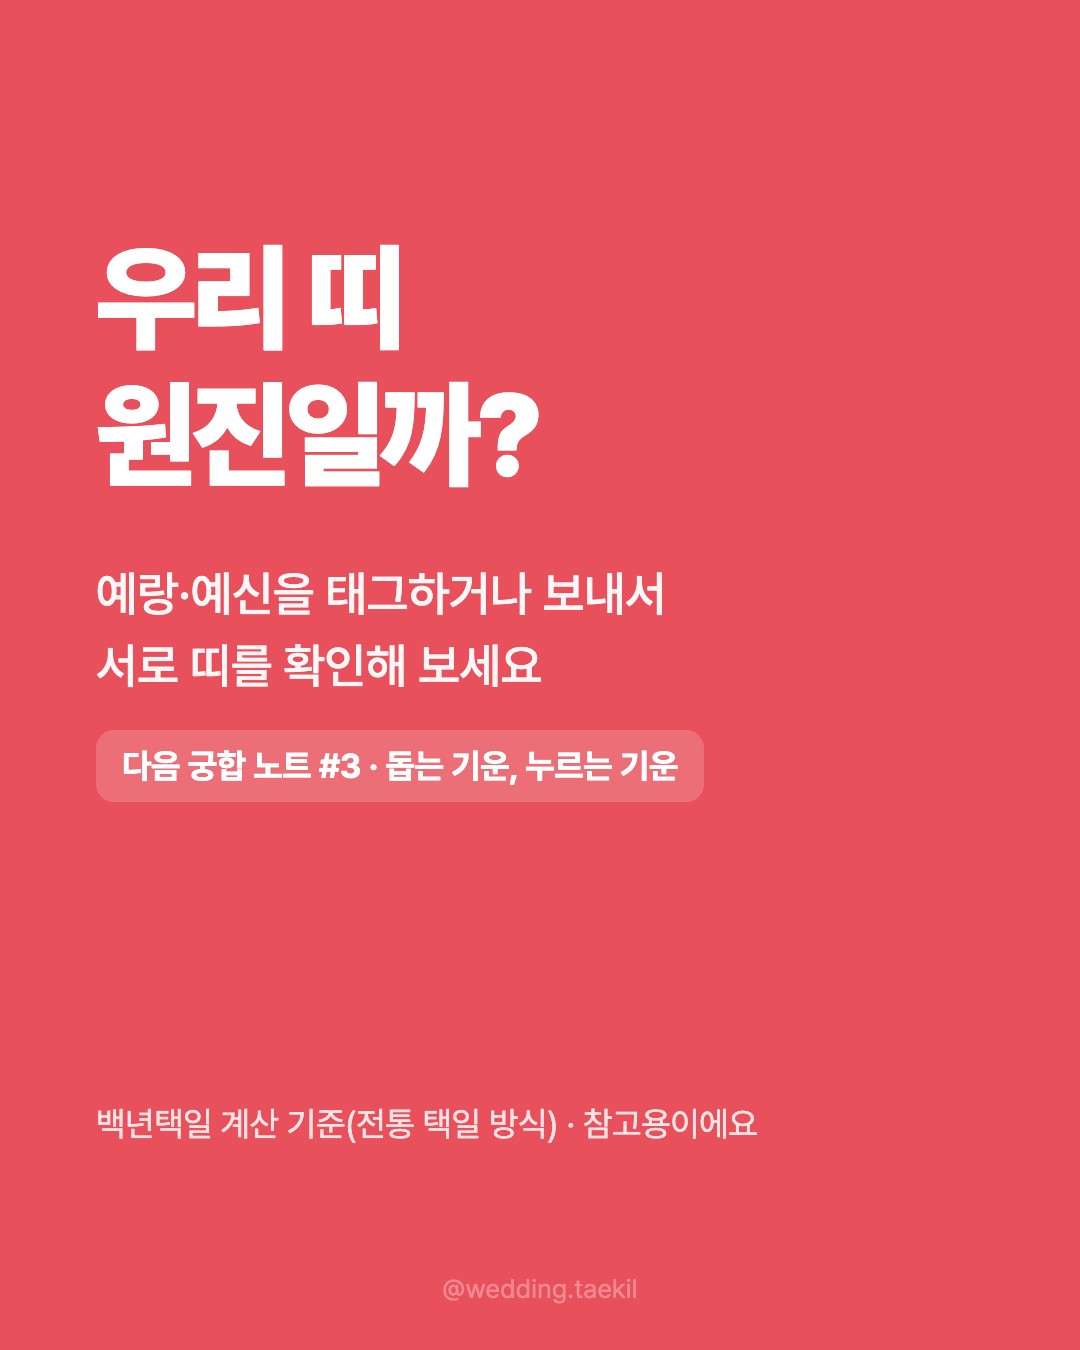 우리 띠
원진일까?
예랑·예신을 태그하거나 보내서
서로 띠를 확인해 보세요
다음 궁합 노트 #3 · 돕는 기운, 누르는 기운
백년택일 계산 기준(전통 택일 방식) · 참고용이에요
@wedding.taekil